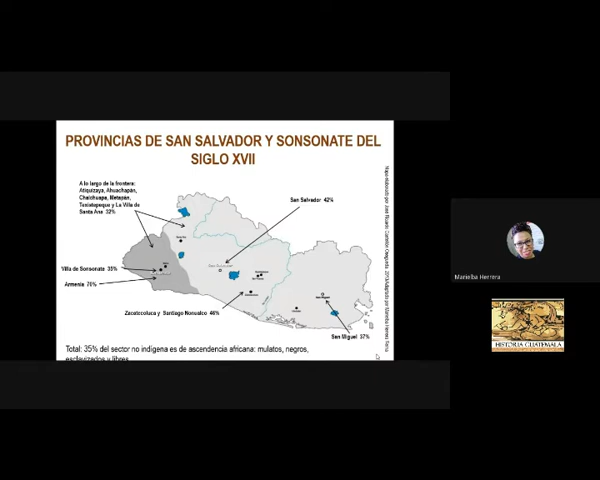 PROVINCIAS DE SAN SALVADOR Y SONSONATE DEL
SIGLO XVII
A lo largo de la frontera:
Atiquizaya, Ahuachapán,
Chalchuapa, Metapán,
Texistepeque y La Villa de
Santa Ana 32%
San Salvador 42%
Villa de Sonsonate 35%
Armenia 70%
Zacatecoluca y Santiago Nonualco 46%
San Miguel 37%
Total: 35% del sector no indígena es de ascendencia africana: mulatos, negros,
esclavizados y libres
Marielba Herrera
HISTORIA GUATEMALA